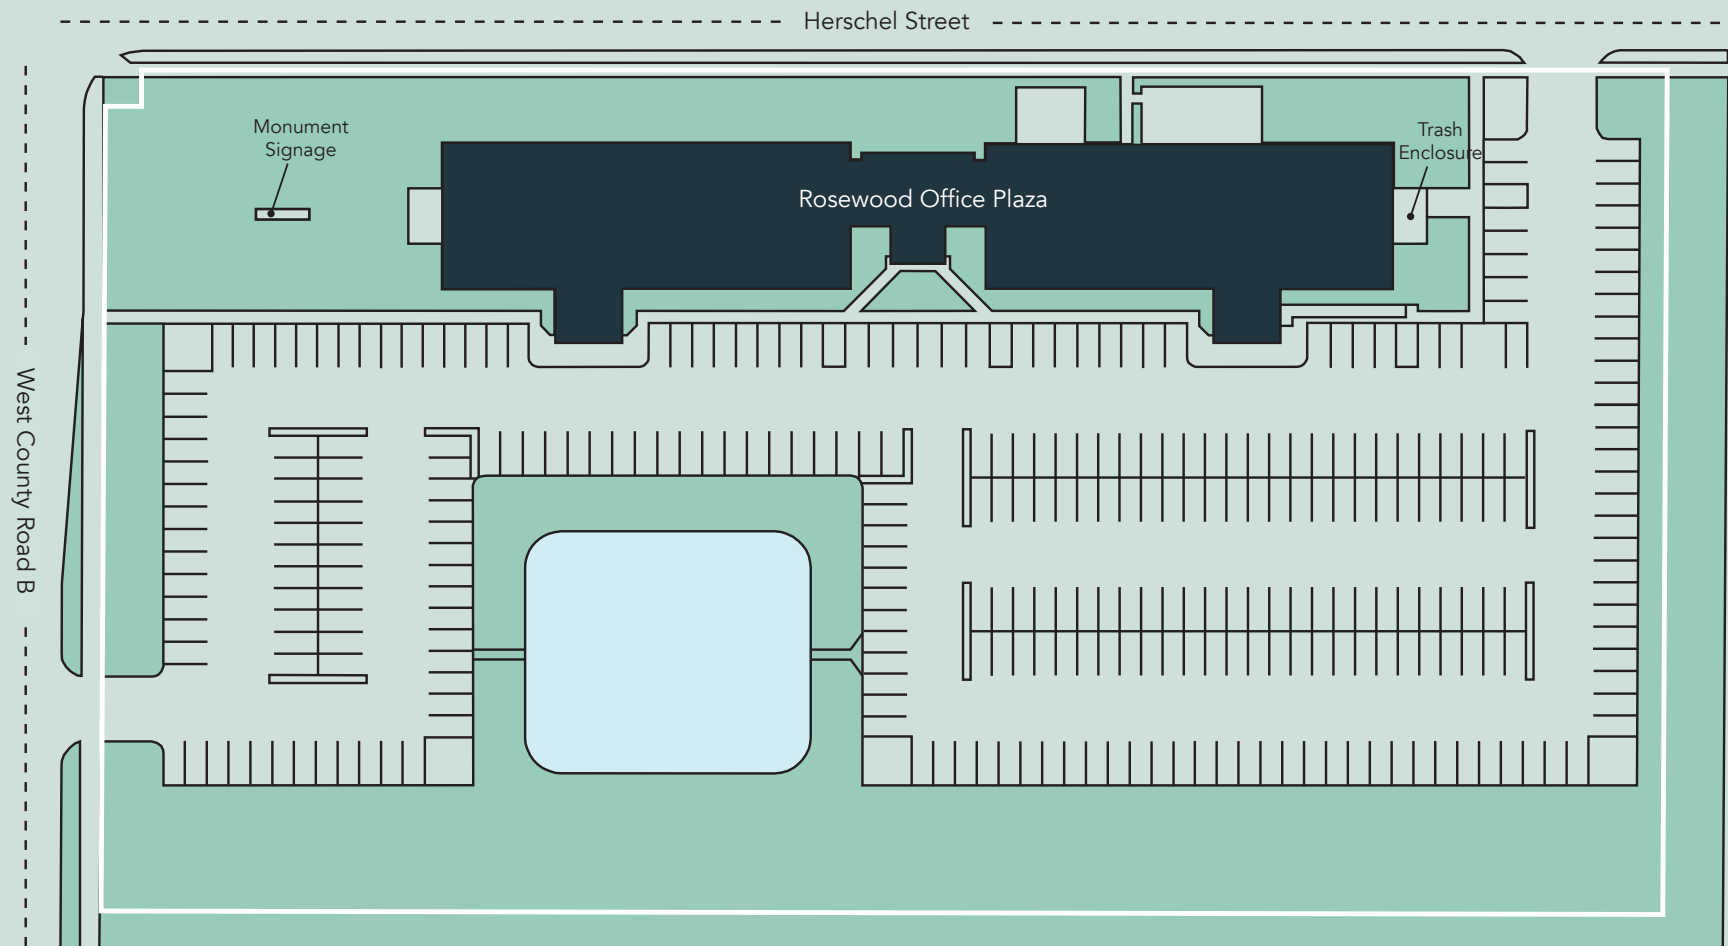 Herschel Street
Monument
Signage
Trash
Enclosure
Rosewood Office Plaza
West County Road B